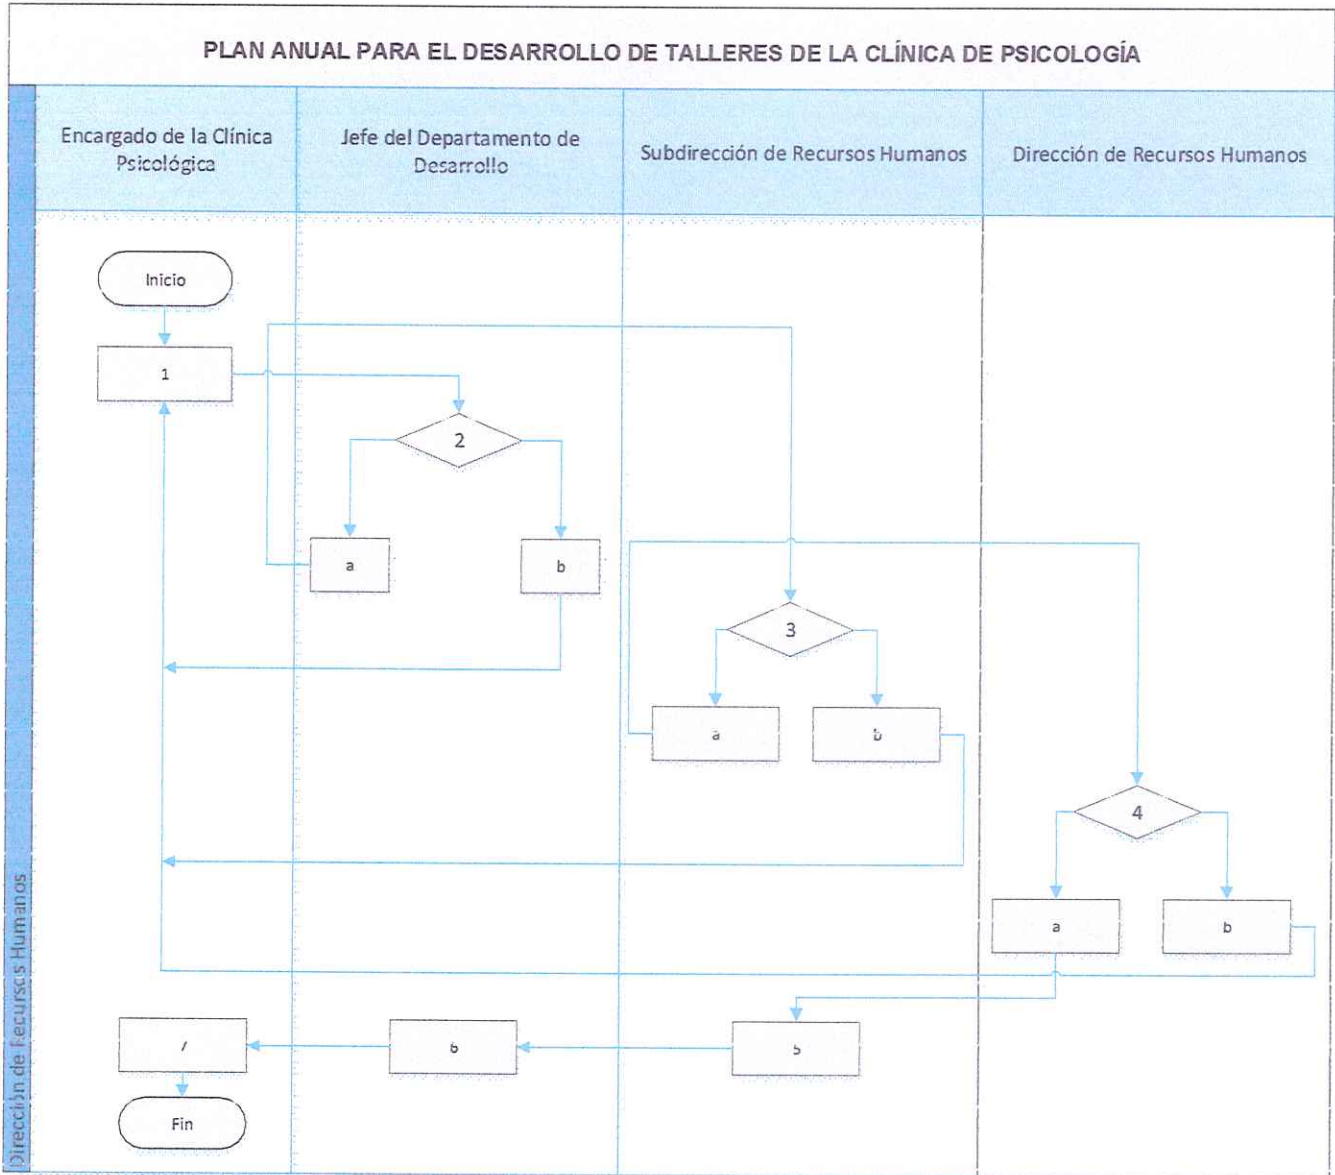 PLAN ANUAL PARA EL DESARROLLO DE TALLERES DE LA CLÍNICA DE PSICOLOGÍA
Encargado de la Clínica
Psicológica
Jefe del Departamento de
Desarrollo
Subdirección de Recursos Humanos
Dirección de Recursos Humanos
Inicio
1
2
a
b
3
a
b
4
a
b
7
6
5
Fin
Dirección de Recursos Humanos